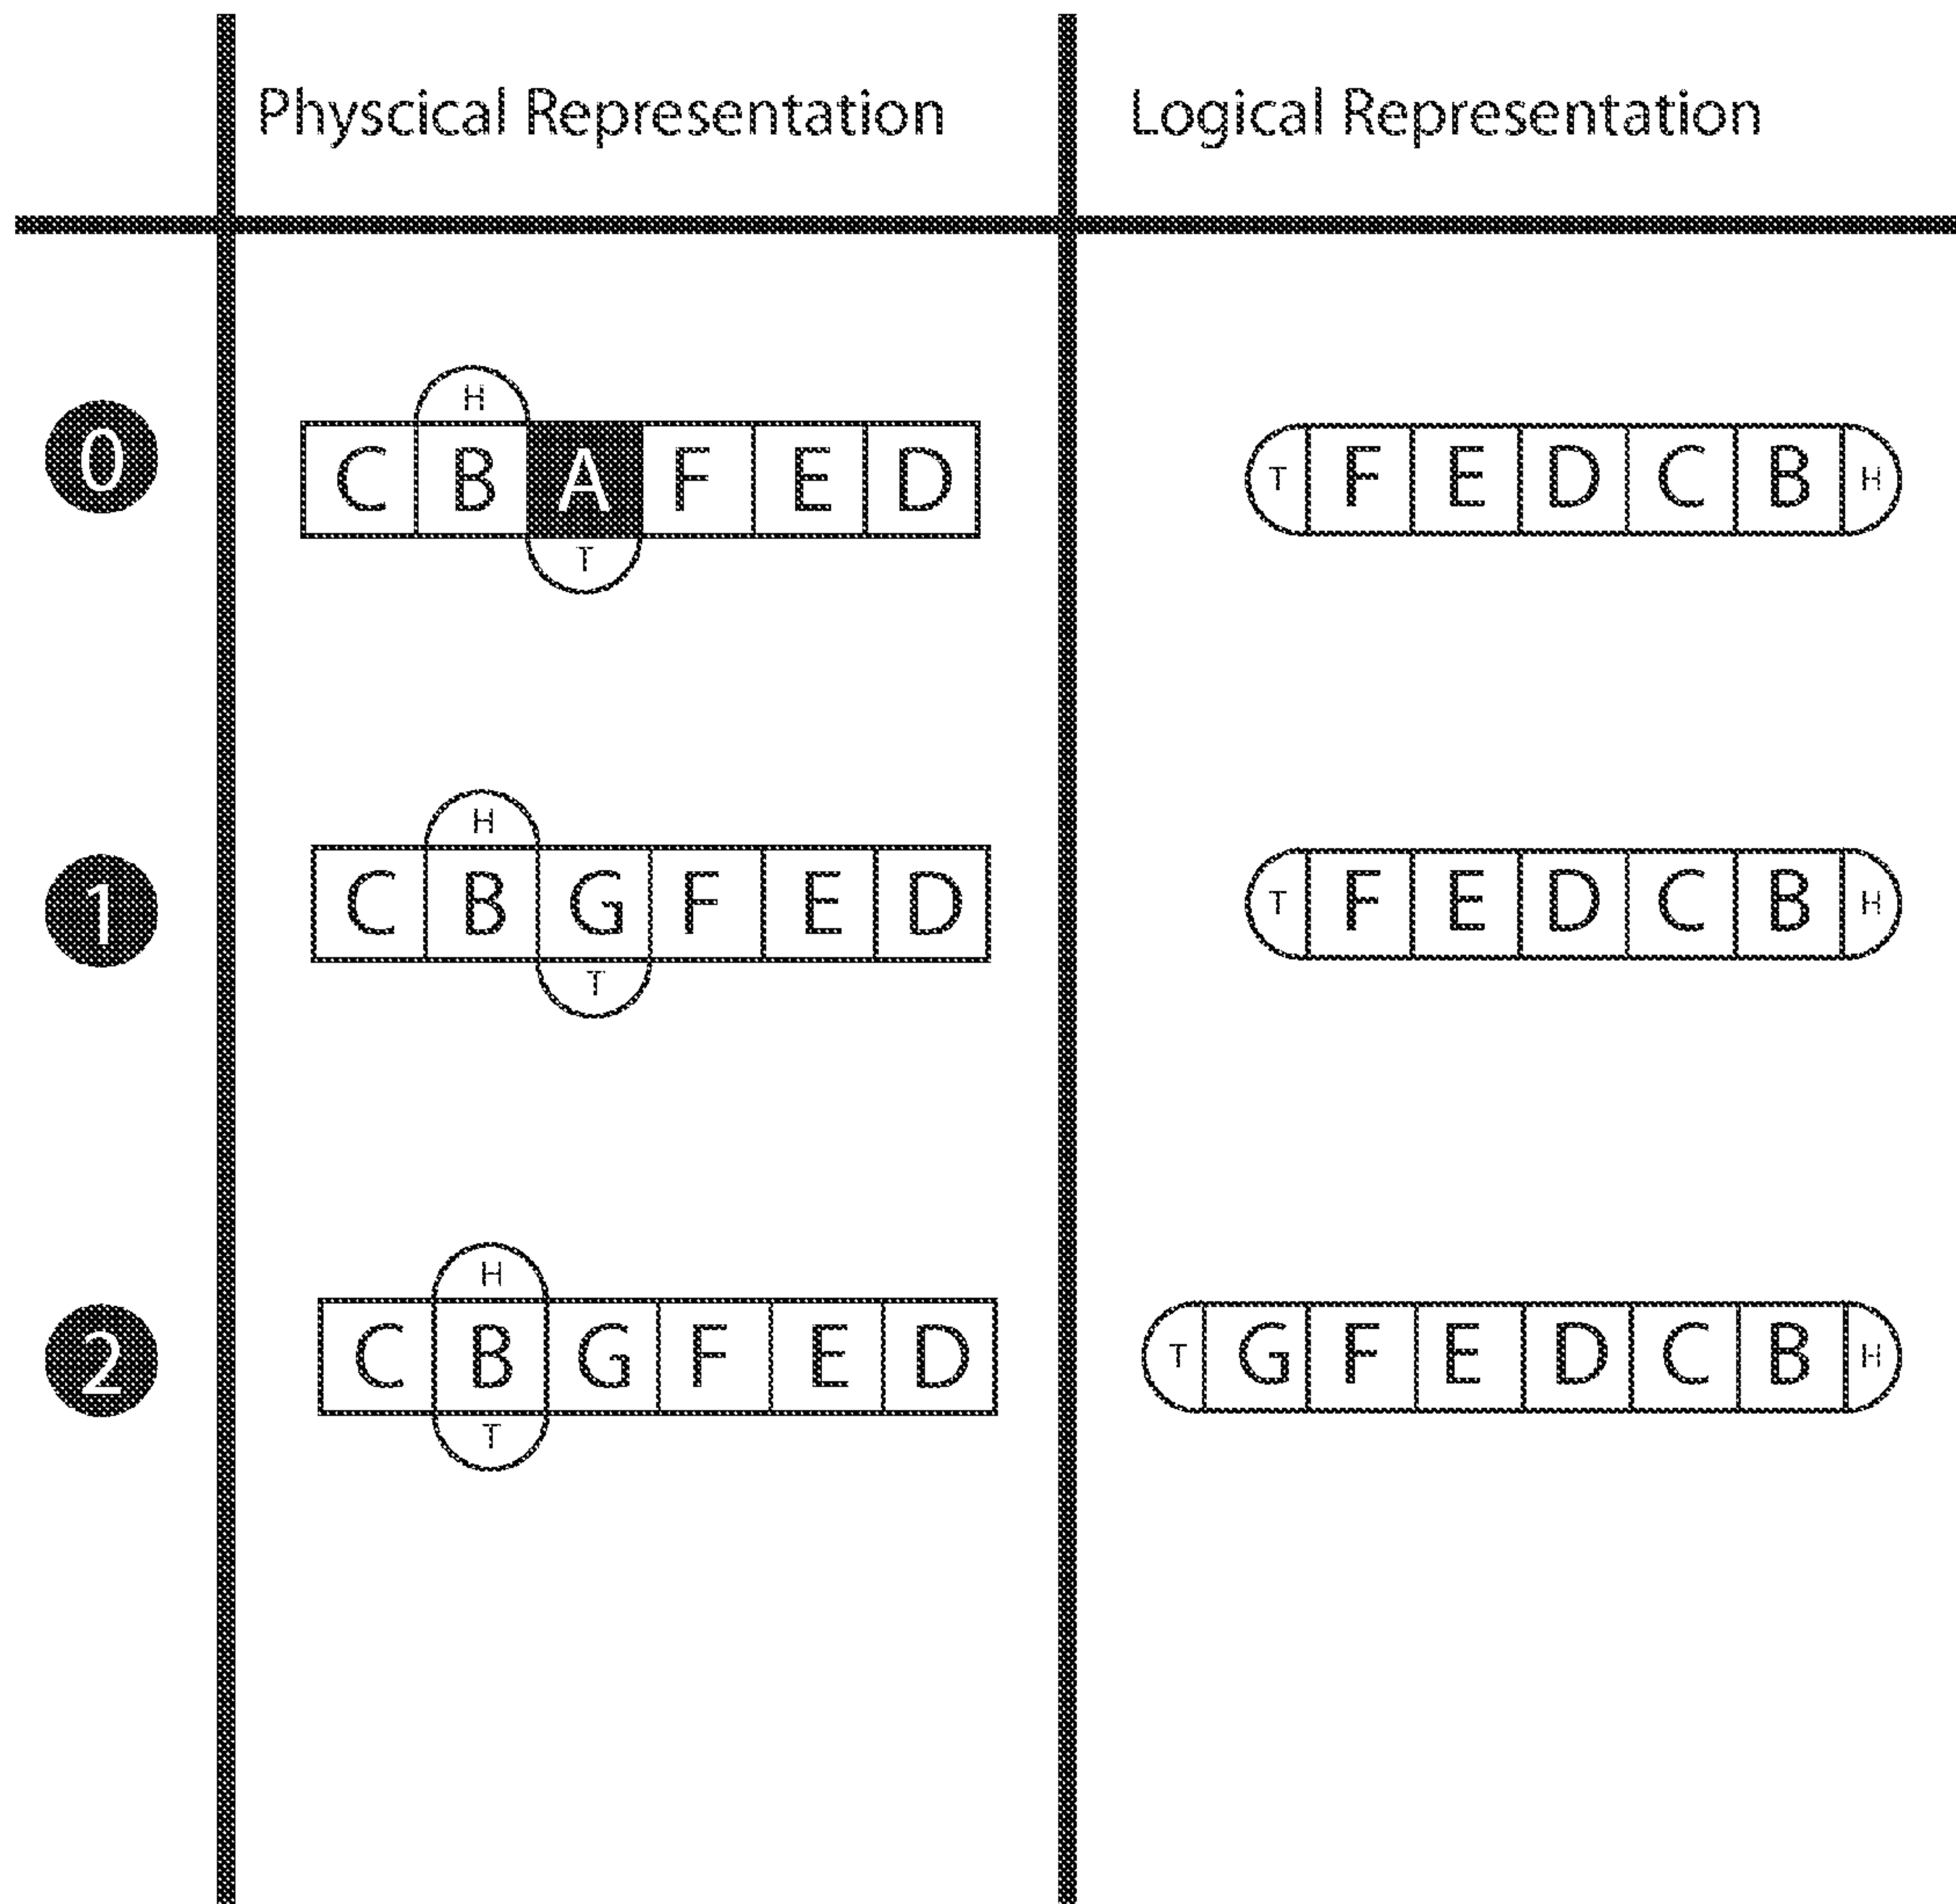 Physcical Representation Logical Representation
H
0 C B A F E D T F E D C B H
T
H
1 C B G F E D T F E D C B H
T
H
2 C B G F E D T G F E D C B H
T